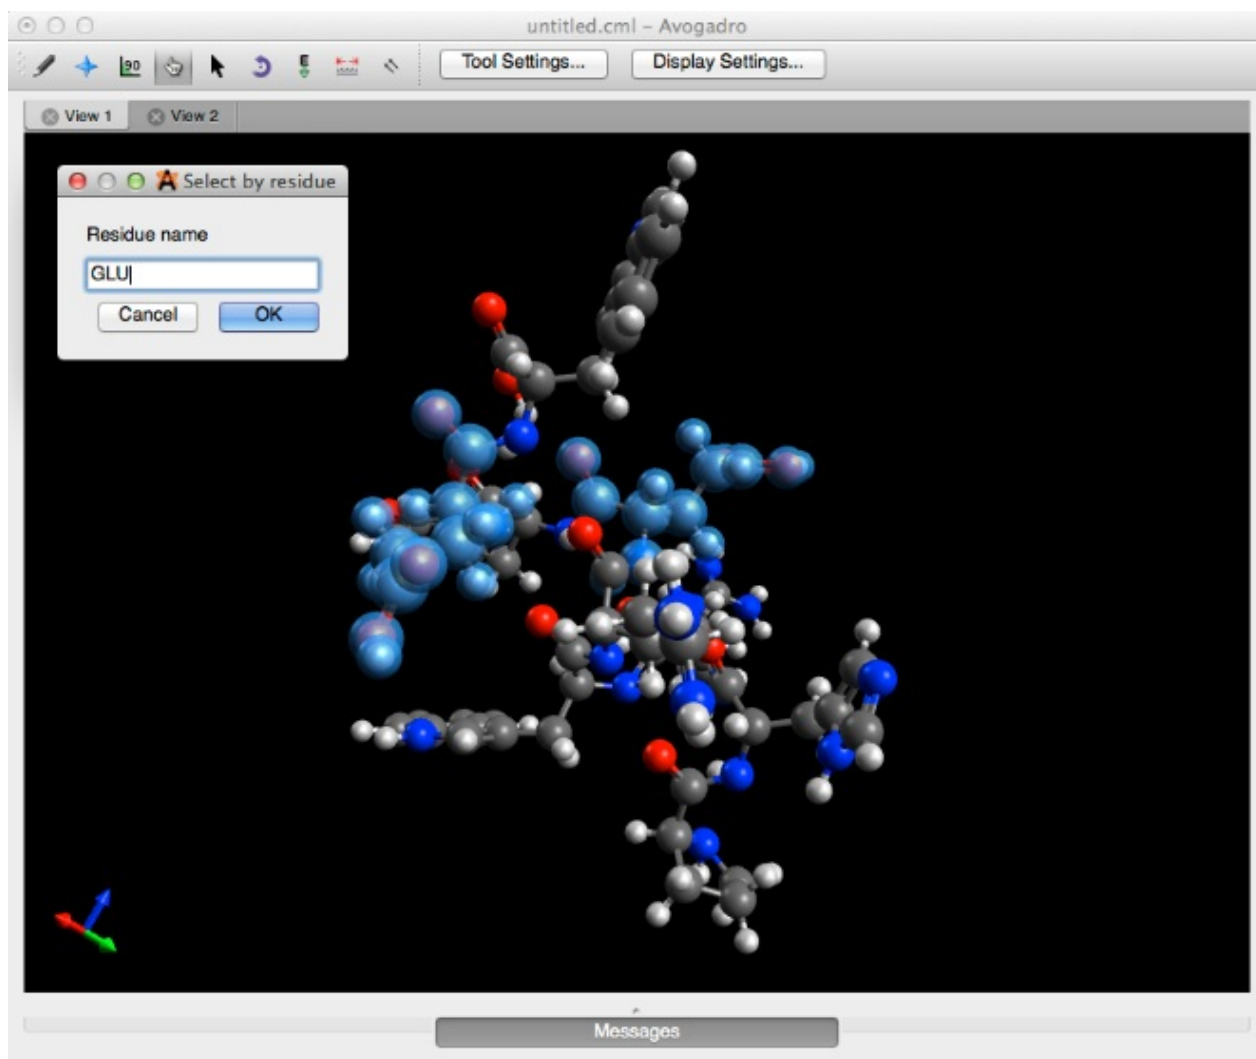 untitled.cml – Avogadro
90
E
Tool Settings...
Display Settings...
View 1
View 2
Select by residue
Residue name
GLU
Cancel
OK
Messages